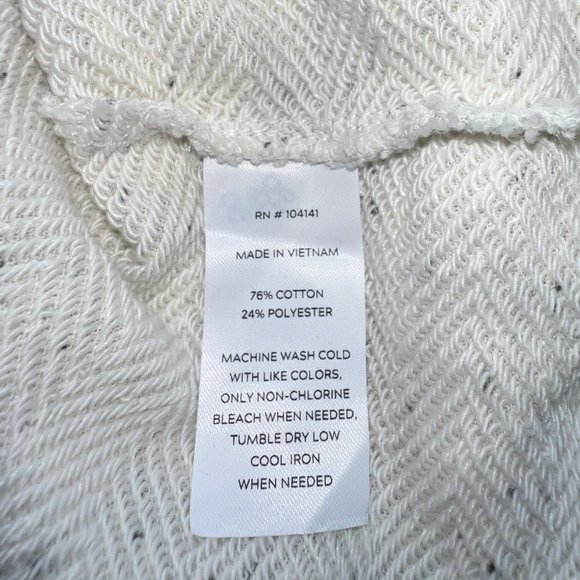 RN # 104141
MADE IN VIETNAM
76% COTTON
24% POLYESTER
MACHINE WASH COLD
WITH LIKE COLORS,
ONLY NON-CHLORINE
BLEACH WHEN NEEDED,
TUMBLE DRY LOW
COOL IRON
WHEN NEEDED